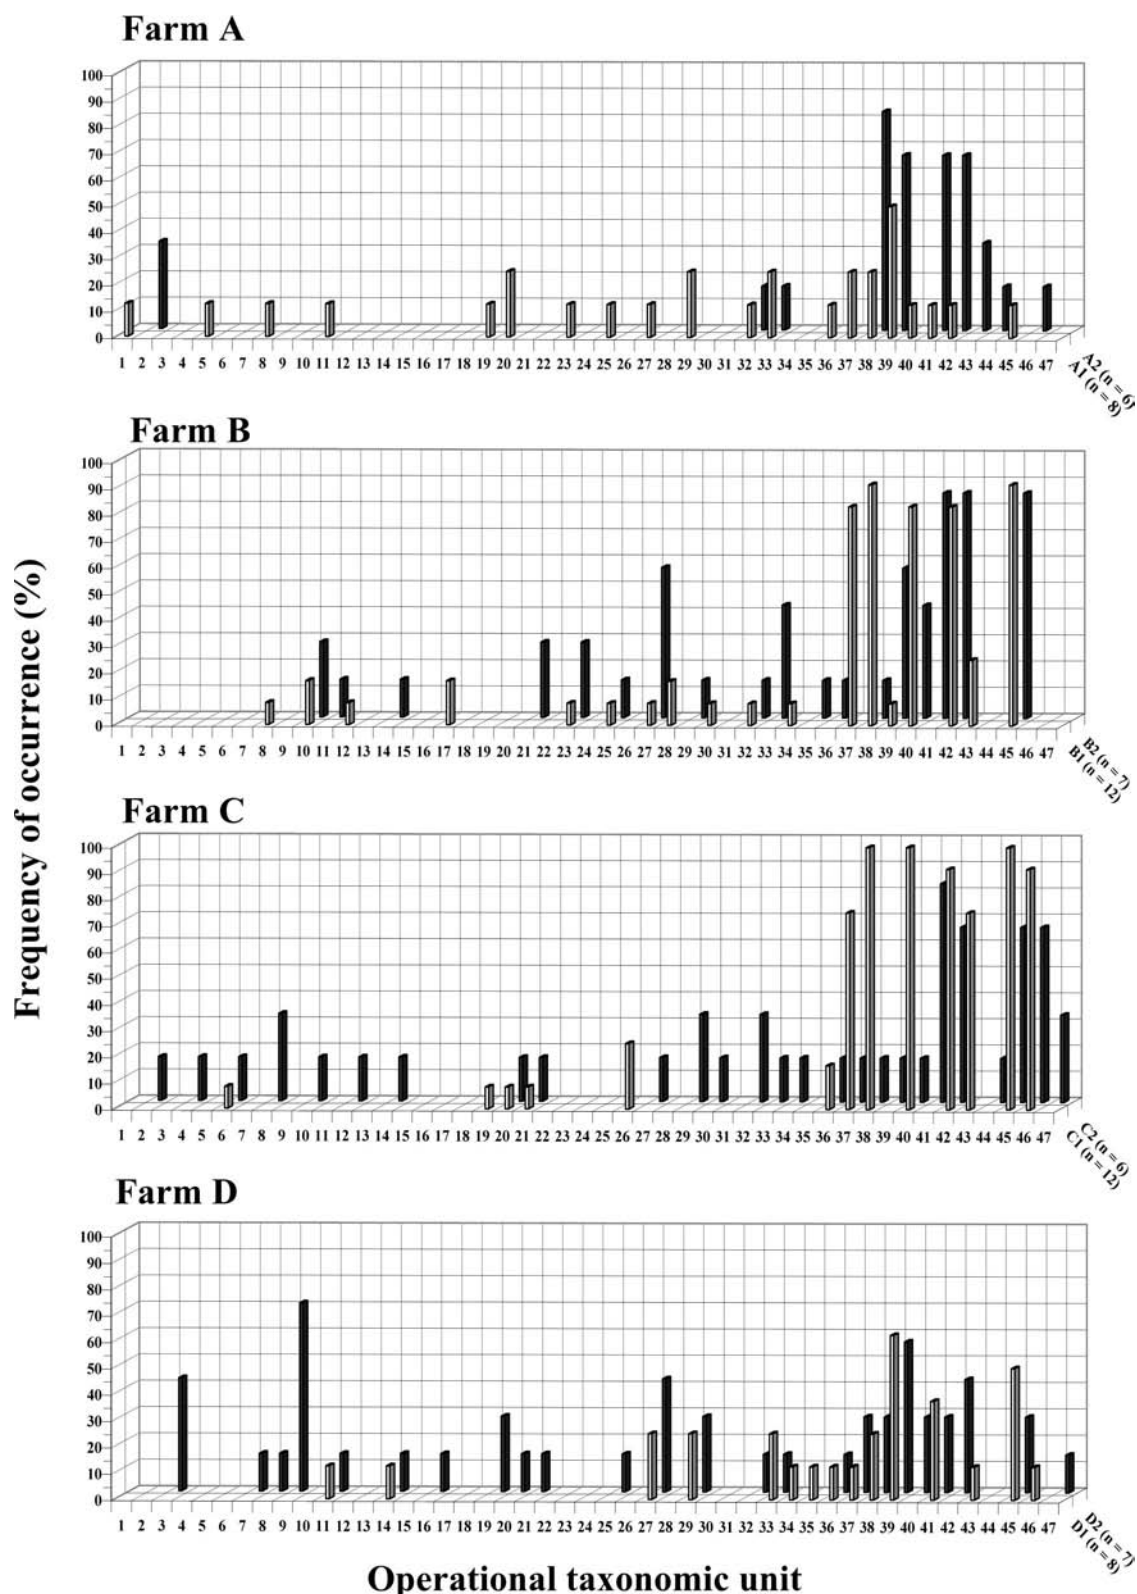 Farm A
100
90
80
70
60
50
40
30
20
10
0
1 2 3 4 5 6 7 8 9 10 11 12 13 14 15 16 17 18 19 20 21 22 23 24 25 26 27 28 29 30 31 32 33 34 35 36 37 38 39 40 41 42 43 44 45 46 47
A2 (n = 6)
A1 (n = 8)
Farm B
100
90
80
70
60
50
40
30
20
10
0
1 2 3 4 5 6 7 8 9 10 11 12 13 14 15 16 17 18 19 20 21 22 23 24 25 26 27 28 29 30 31 32 33 34 35 36 37 38 39 40 41 42 43 44 45 46 47
B2 (n = 7)
B1 (n = 12)
Frequency of occurrence (%)
Farm C
100
90
80
70
60
50
40
30
20
10
0
1 2 3 4 5 6 7 8 9 10 11 12 13 14 15 16 17 18 19 20 21 22 23 24 25 26 27 28 29 30 31 32 33 34 35 36 37 38 39 40 41 42 43 44 45 46 47
C2 (n = 6)
C1 (n = 12)
Farm D
100
90
80
70
60
50
40
30
20
10
0
1 2 3 4 5 6 7 8 9 10 11 12 13 14 15 16 17 18 19 20 21 22 23 24 25 26 27 28 29 30 31 32 33 34 35 36 37 38 39 40 41 42 43 44 45 46 47
D2 (n = 7)
D1 (n = 8)
Operational taxonomic unit